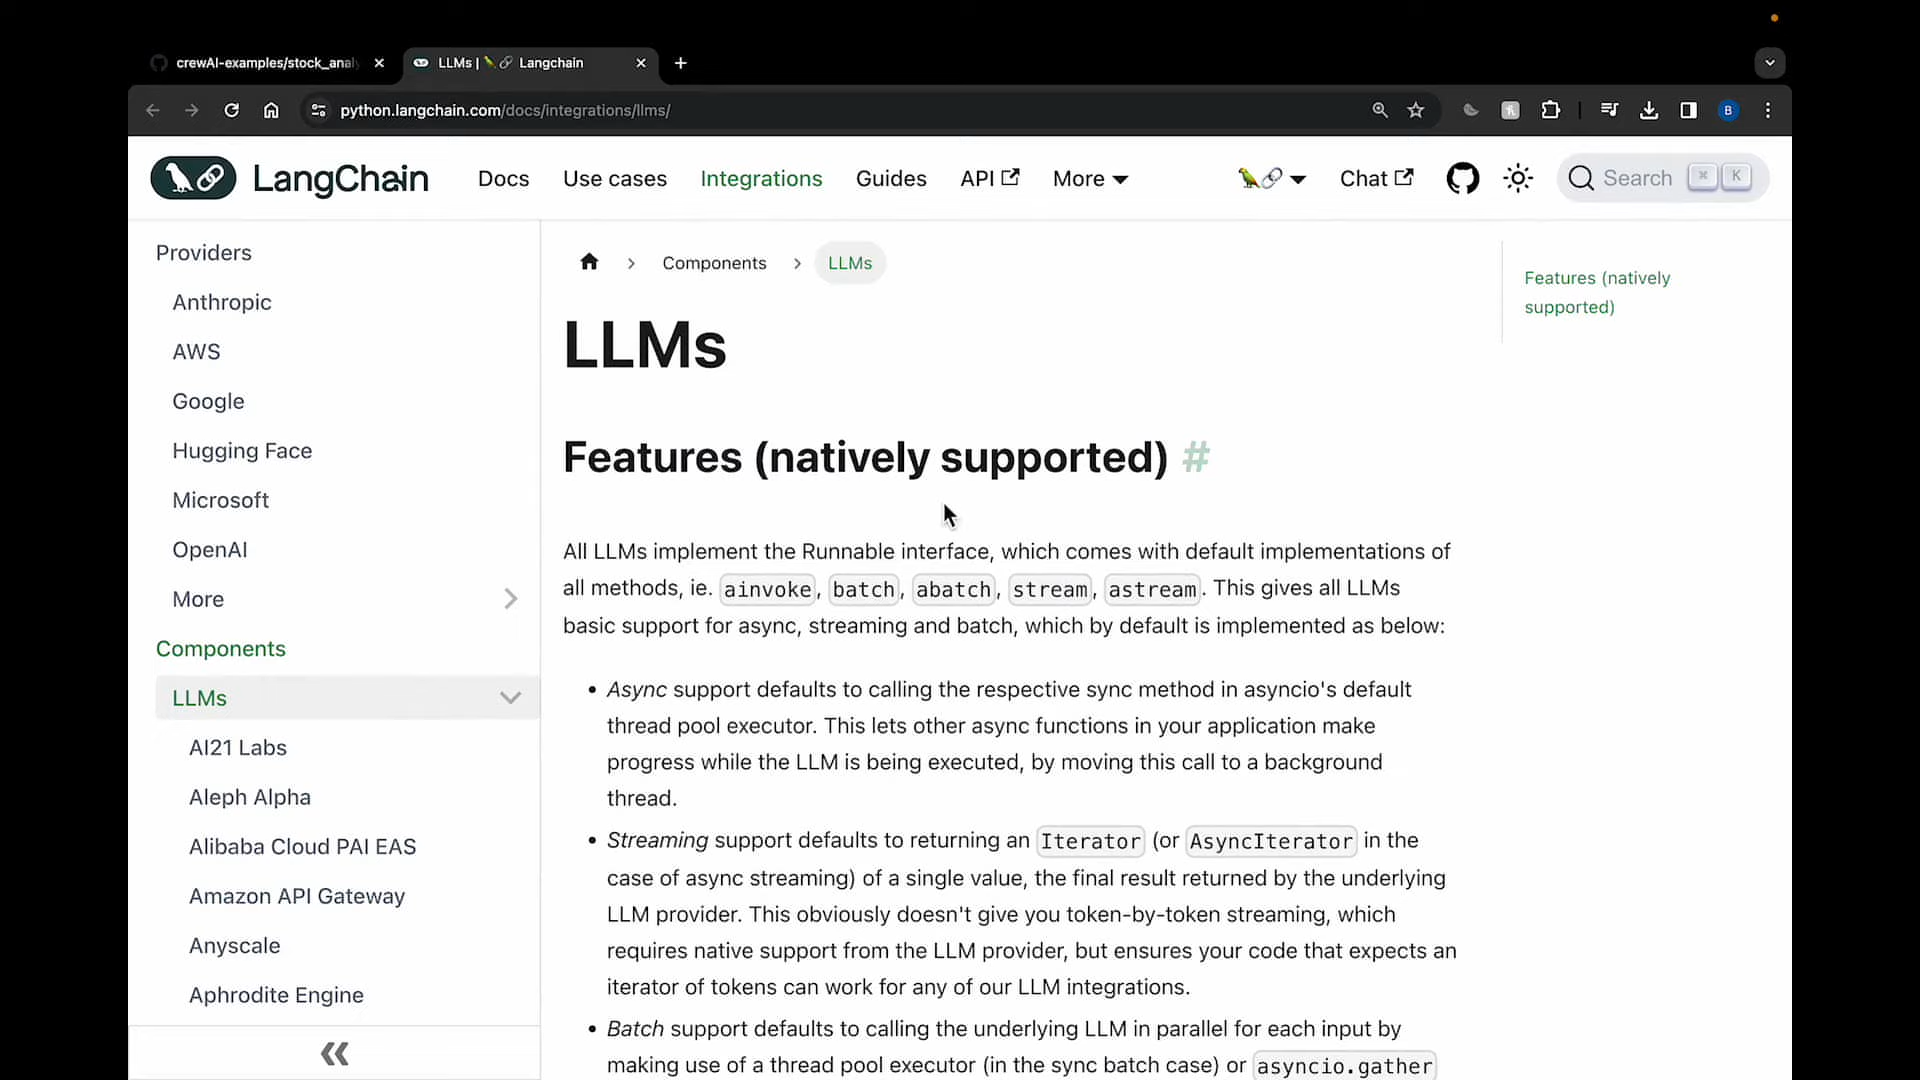 crewAI-examples/stock_anal
LLMs | Langchain
python.langchain.com/docs/integrations/llms/
B
LangChain
Docs
Use cases
Integrations
Guides
API
More
Chat
Search
⌘
K
Providers
Anthropic
AWS
Google
Hugging Face
Microsoft
OpenAI
More
Components
LLMs
AI21 Labs
Aleph Alpha
Alibaba Cloud PAI EAS
Amazon API Gateway
Anyscale
Aphrodite Engine
Components
LLMs
LLMs
Features (natively supported) #
All LLMs implement the Runnable interface, which comes with default implementations of
all methods, ie. ainvoke, batch, abatch, stream, astream. This gives all LLMs
basic support for async, streaming and batch, which by default is implemented as below:
• Async support defaults to calling the respective sync method in asyncio's default
thread pool executor. This lets other async functions in your application make
progress while the LLM is being executed, by moving this call to a background
thread.
• Streaming support defaults to returning an Iterator (or AsyncIterator in the
case of async streaming) of a single value, the final result returned by the underlying
LLM provider. This obviously doesn't give you token-by-token streaming, which
requires native support from the LLM provider, but ensures your code that expects an
iterator of tokens can work for any of our LLM integrations.
• Batch support defaults to calling the underlying LLM in parallel for each input by
making use of a thread pool executor (in the sync batch case) or asyncio.gather
Features (natively
supported)